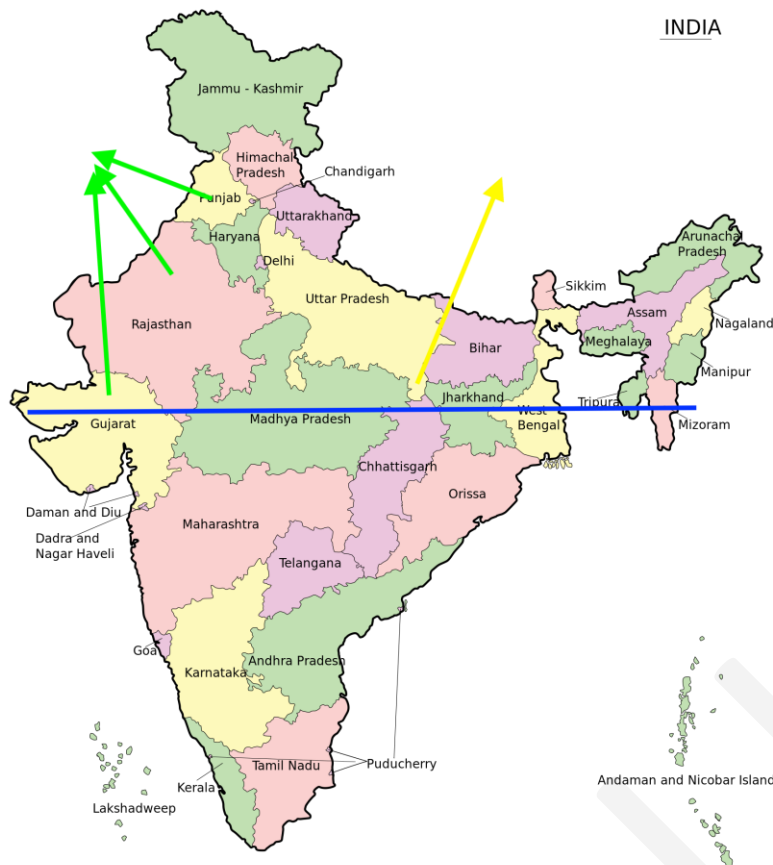 INDIA
Jammu - Kashmir
Himachal
Pradesh
Chandigarh
Punjab
Uttarakhand
Haryana
Delhi
Arunachal
Pradesh
Sikkim
Uttar Pradesh
Rajasthan
Assam
Nagaland
Bihar
Meghalaya
Manipur
Jharkhand
Tripura
West
Bengal
Gujarat
Madhya Pradesh
Mizoram
Chhattisgarh
Orissa
Daman and Diu
Maharashtra
Dadra and
Nagar Haveli
Telangana
Goa
Andhra Pradesh
Karnataka
Tamil Nadu
Puducherry
Kerala
Lakshadweep
Andaman and Nicobar Island